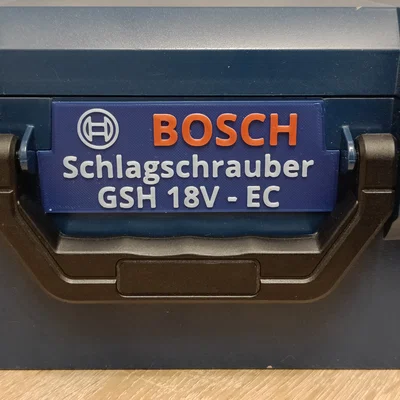 BOSCH
Schlagschrauber
GSH 18V - EC